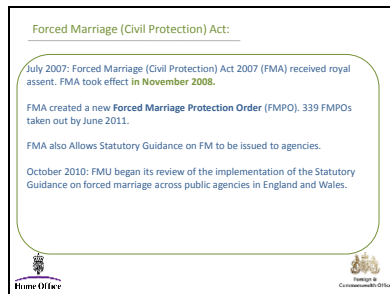 Forced Marriage (Civil Protection) Act:
July 2007: Forced Marriage (Civil Protection) Act 2007 (FMA) received royal
assent. FMA took effect in November 2008.
FMA created a new Forced Marriage Protection Order (FMPO). 339 FMPOs
taken out by June 2011.
FMA also Allows Statutory Guidance on FM to be issued to agencies.
October 2010: FMU began its review of the implementation of the Statutory
Guidance on forced marriage across public agencies in England and Wales.
Home Office
Foreign &
Commonwealth Office